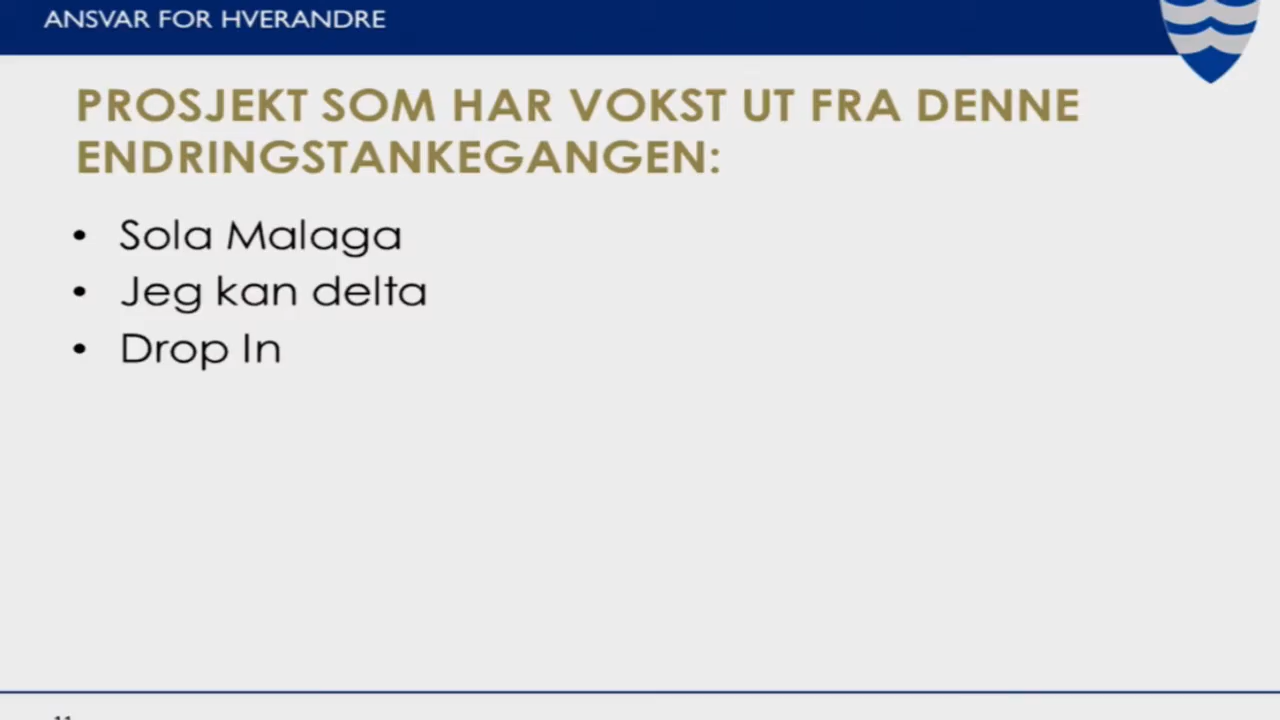 ANSVAR FOR HVERANDRE
PROSJEKT SOM HAR VOKST UT FRA DENNE
ENDRINGSTANKEGANGEN:
• Sola Malaga
• Jeg kan delta
• Drop In